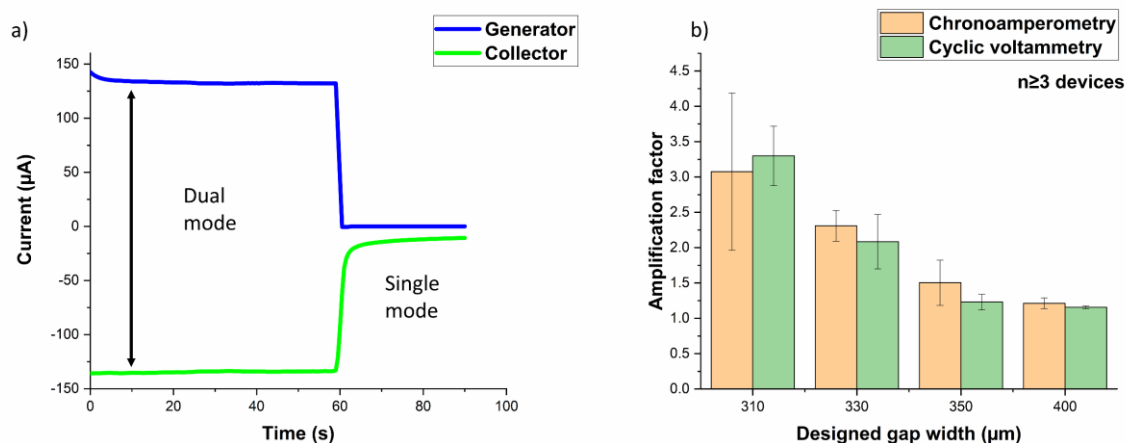 a)
Generator
Collector
150
100
50
0
-50
-100
-150
Current (µA)
Dual
mode
Single
mode
0
20
40
60
80
100
Time (s)
b)
Chronoamperometry
Cyclic voltammetry
n≥3 devices
4.5
4.0
3.5
3.0
2.5
2.0
1.5
1.0
0.5
0.0
Amplification factor
310
330
350
400
Designed gap width (µm)